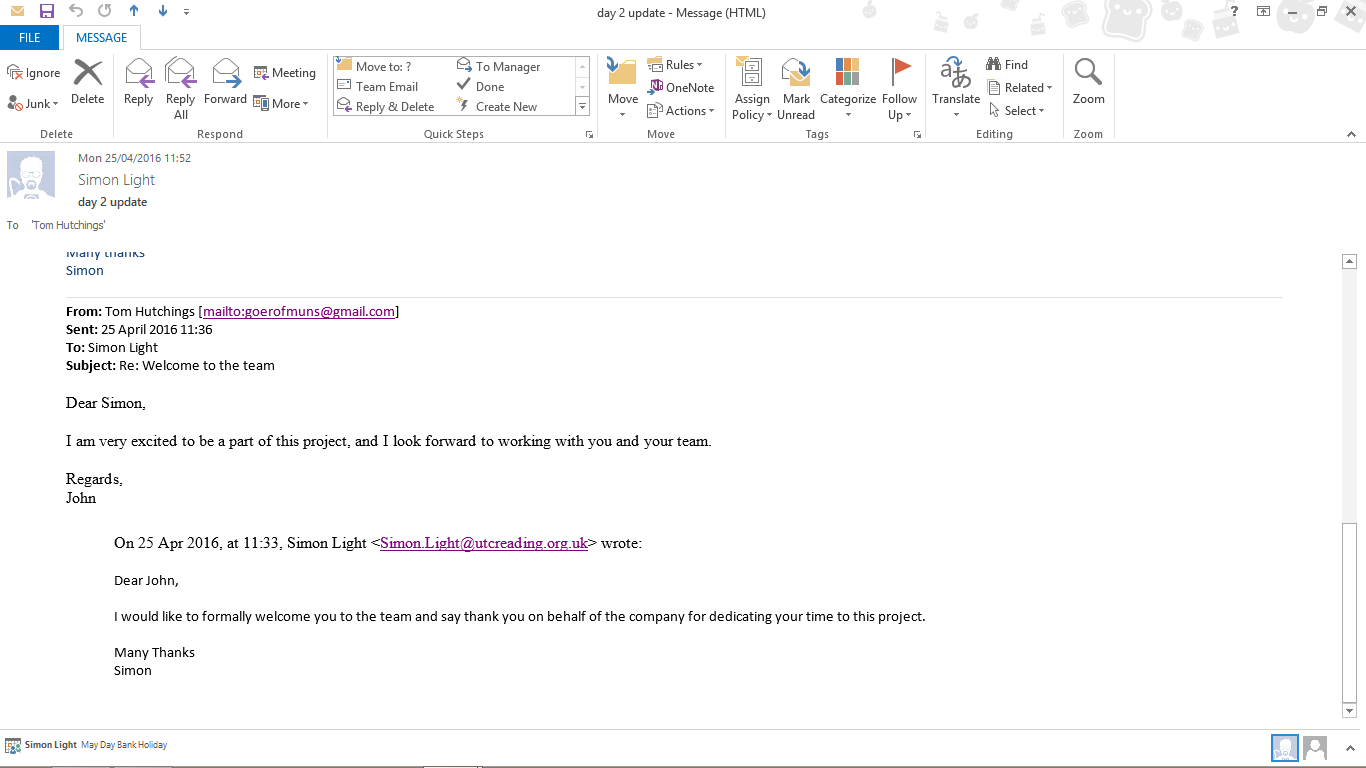 day 2 update - Message (HTML)
?
FILE
MESSAGE
Ignore
Junk
Delete
Reply
Reply All
Forward
Meeting
More
Move to: ?
Team Email
Reply & Delete
To Manager
Done
Create New
Move
Rules
OneNote
Actions
Assign Policy
Mark Unread
Categorize
Follow Up
Translate
Find
Related
Select
Zoom
Delete
Respond
Quick Steps
Move
Tags
Editing
Zoom
Mon 25/04/2016 11:52
Simon Light
day 2 update
To 'Tom Hutchings'
Many thanks
Simon
From: Tom Hutchings [mailto:goerofmuns@gmail.com]
Sent: 25 April 2016 11:36
To: Simon Light
Subject: Re: Welcome to the team
Dear Simon,
I am very excited to be a part of this project, and I look forward to working with you and your team.
Regards,
John
On 25 Apr 2016, at 11:33, Simon Light <Simon.Light@utcreading.org.uk> wrote:
Dear John,
I would like to formally welcome you to the team and say thank you on behalf of the company for dedicating your time to this project.
Many Thanks
Simon
Simon Light May Day Bank Holiday